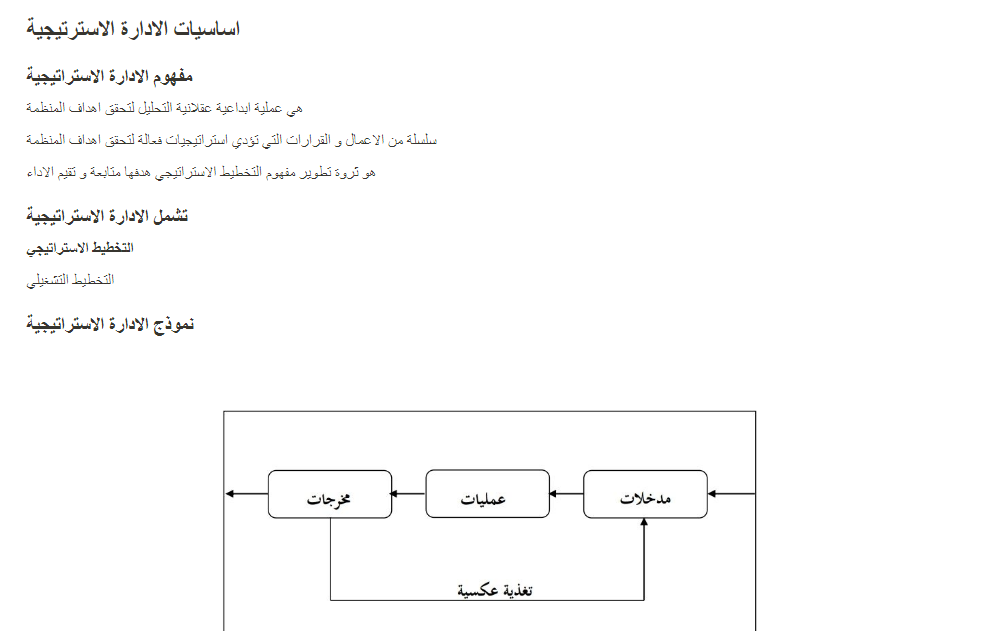 اساسيات الادارة الاسترتيجية
مفهوم الادارة الاستراتيجية
هي عملية ابداعية عقلانية التحليل لتحقق اهداف المنظمة
سلسلة من الاعمال و القرارات التي تؤدي استراتيجيات فعالة لتحقق اهداف المنظمة
هو ثروة تطوير مفهوم التخطيط الاستراتيجي هدفها متابعة و تقيم الاداء
تشمل الادارة الاستراتيجية
التخطيط الاستراتيجي
التخطيط التشغيلي
نموذج الادارة الاستراتيجية
مدخلات
عمليات
مخرجات
تغذية عكسية